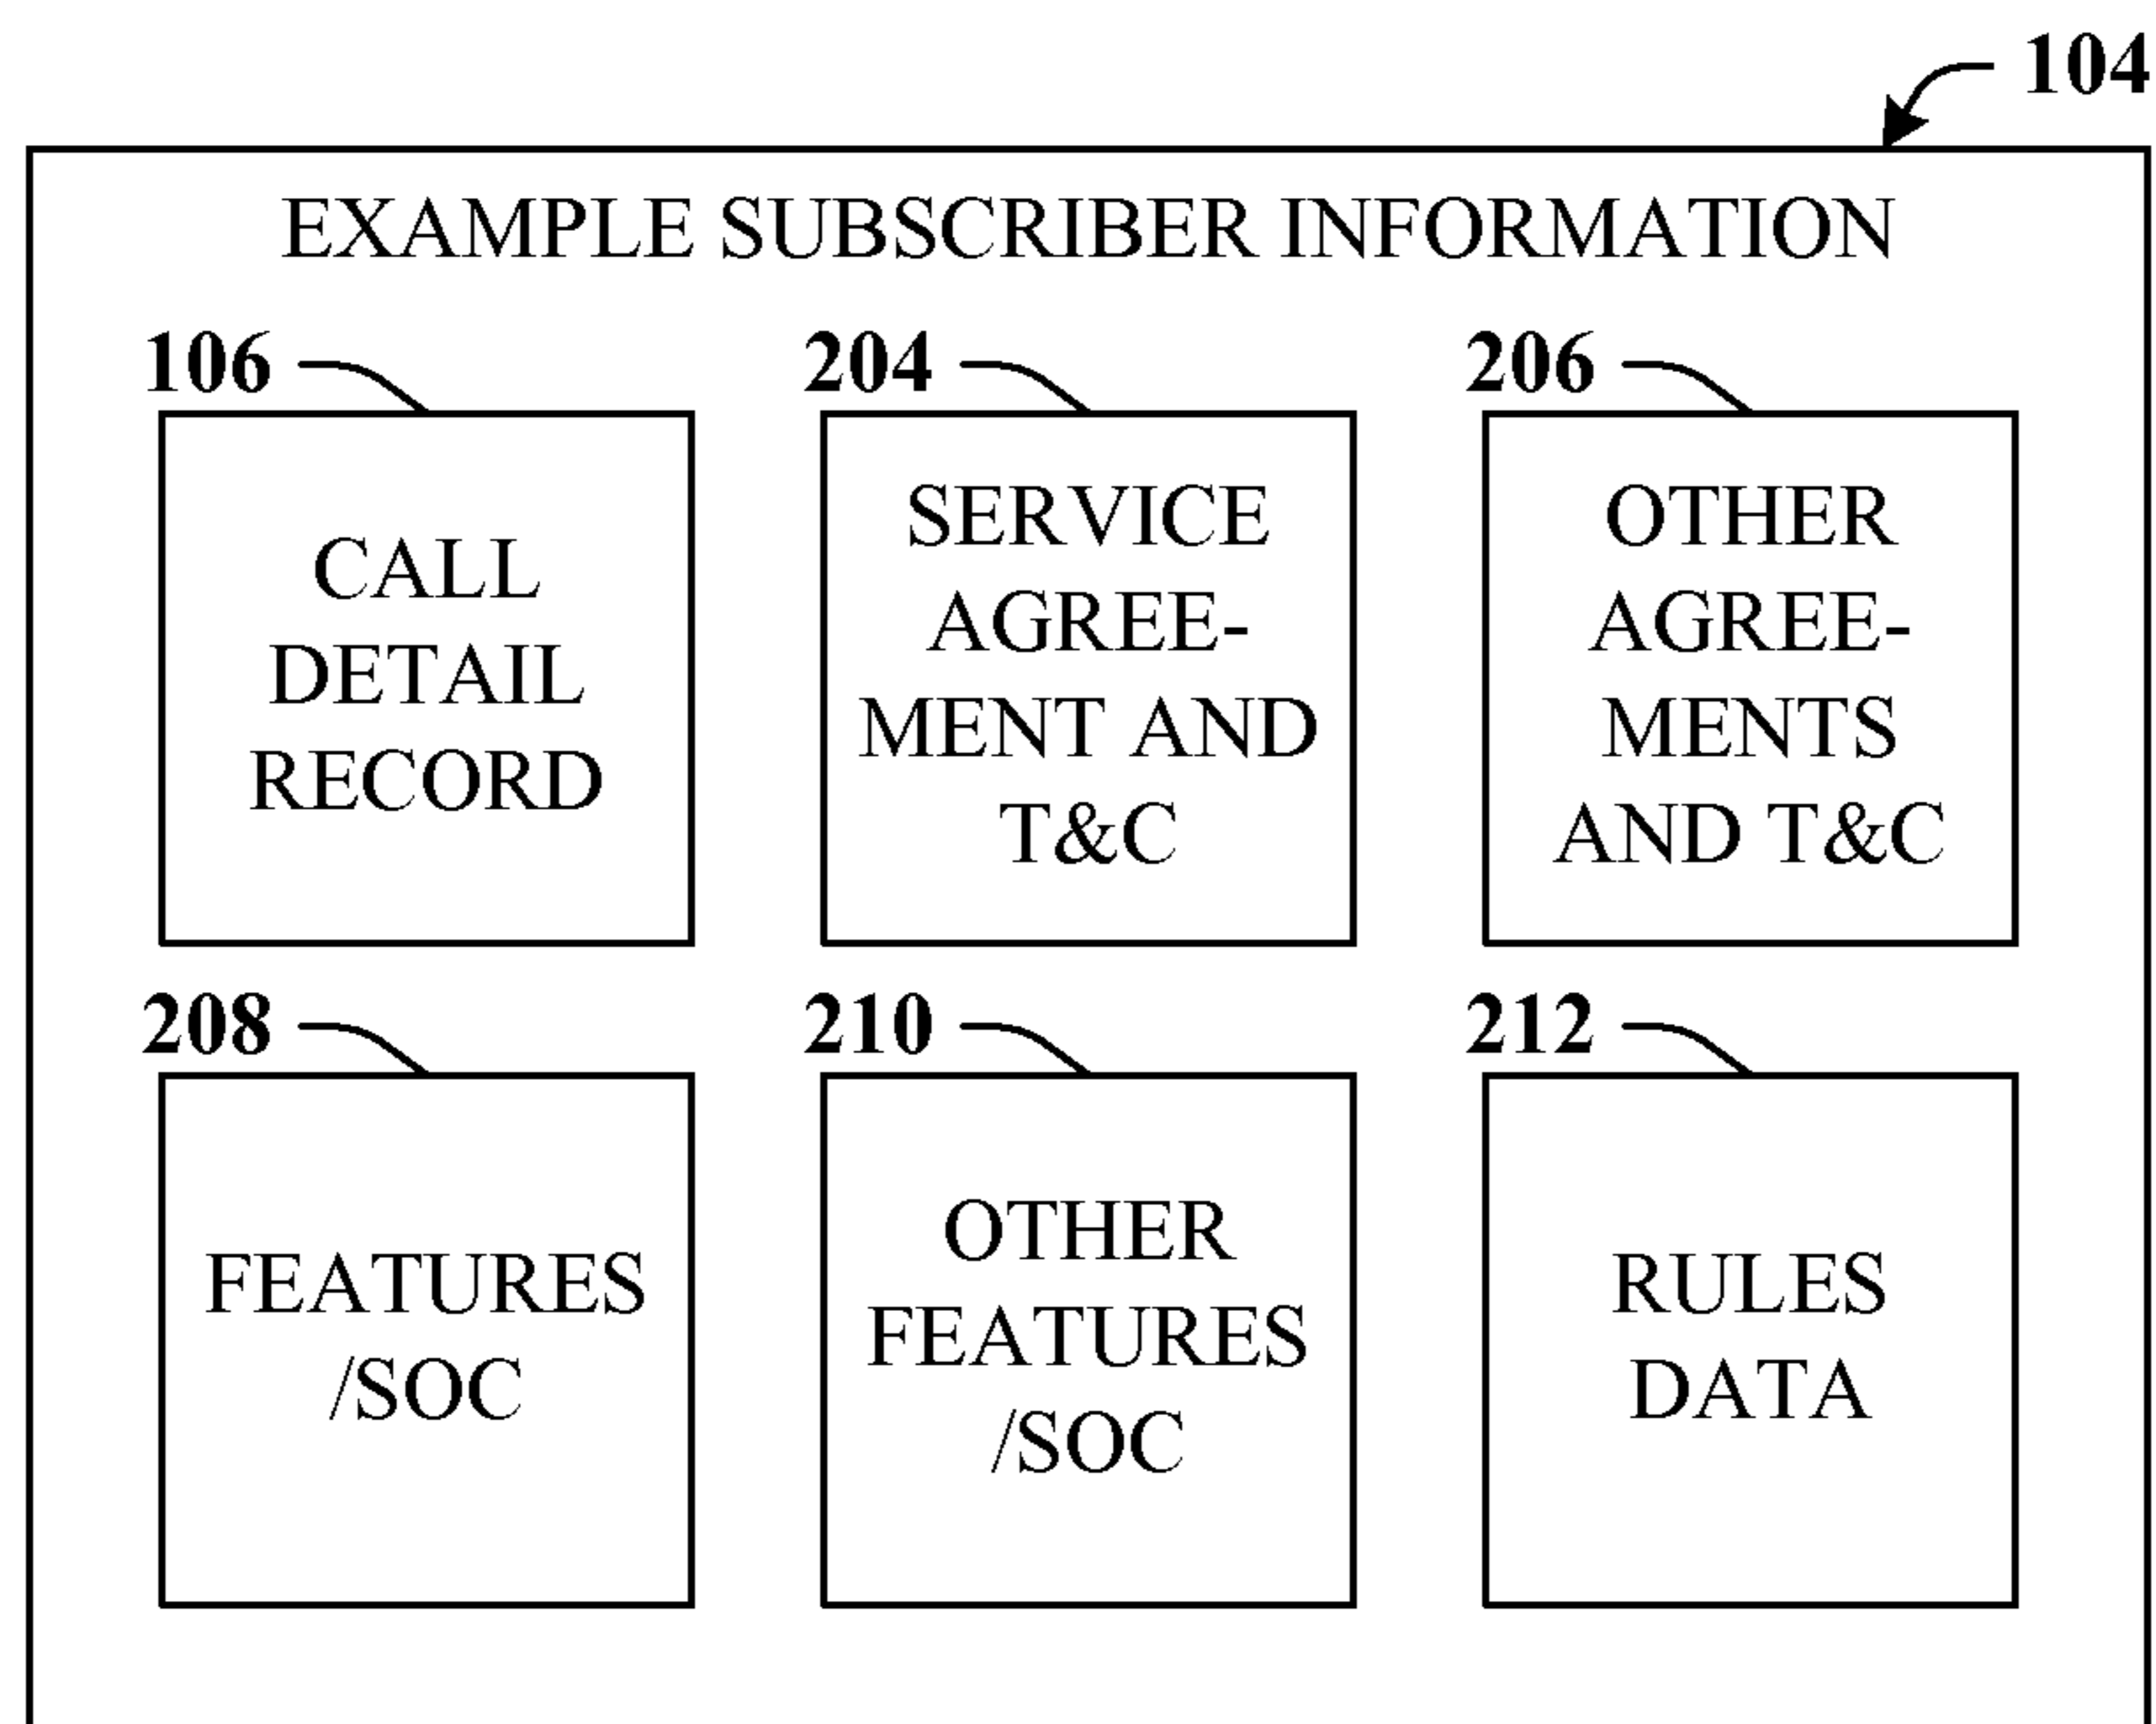 104
EXAMPLE SUBSCRIBER INFORMATION
106
CALL
DETAIL
RECORD
204
SERVICE
AGREE-
MENT AND
T&C
206
OTHER
AGREE-
MENTS
AND T&C
208
FEATURES
/SOC
210
OTHER
FEATURES
/SOC
212
RULES
DATA